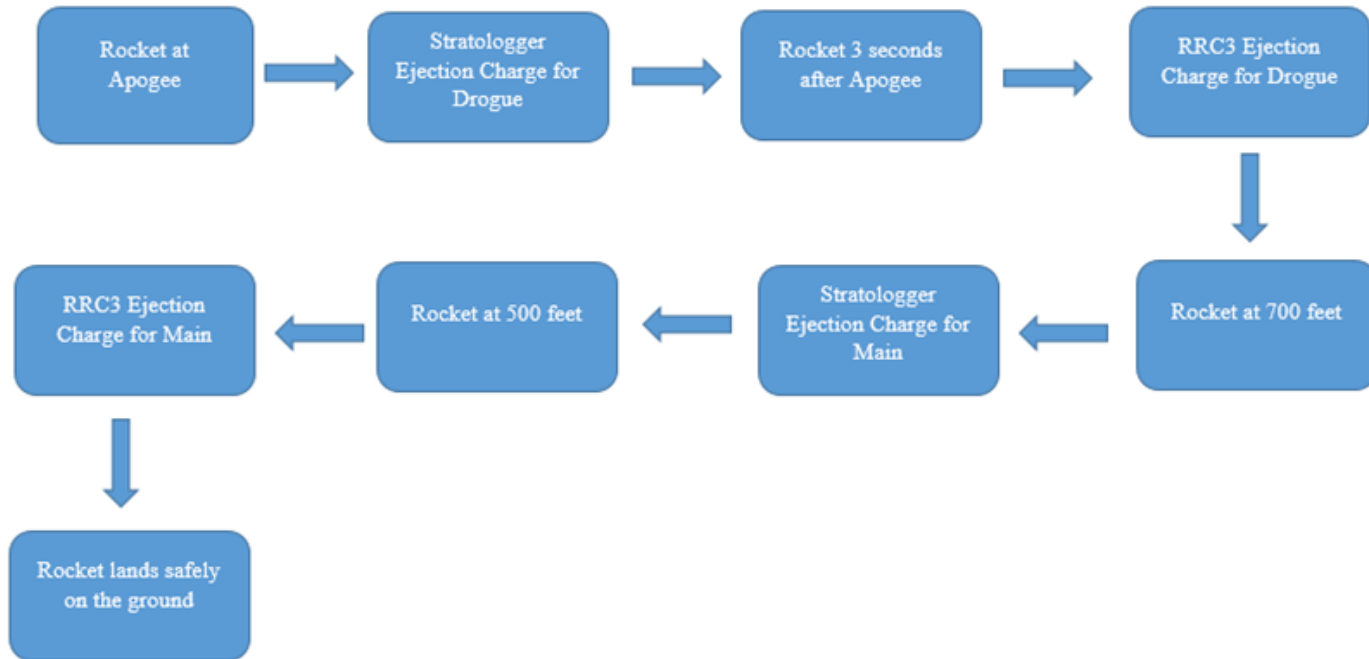 Rocket at
Apogee
Stratologger
Ejection Charge for
Drogue
Rocket 3 seconds
after Apogee
RRC3 Ejection
Charge for Drogue
Rocket at 700 feet
Stratologger
Ejection Charge for
Main
Rocket at 500 feet
RRC3 Ejection
Charge for Main
Rocket lands safely
on the ground